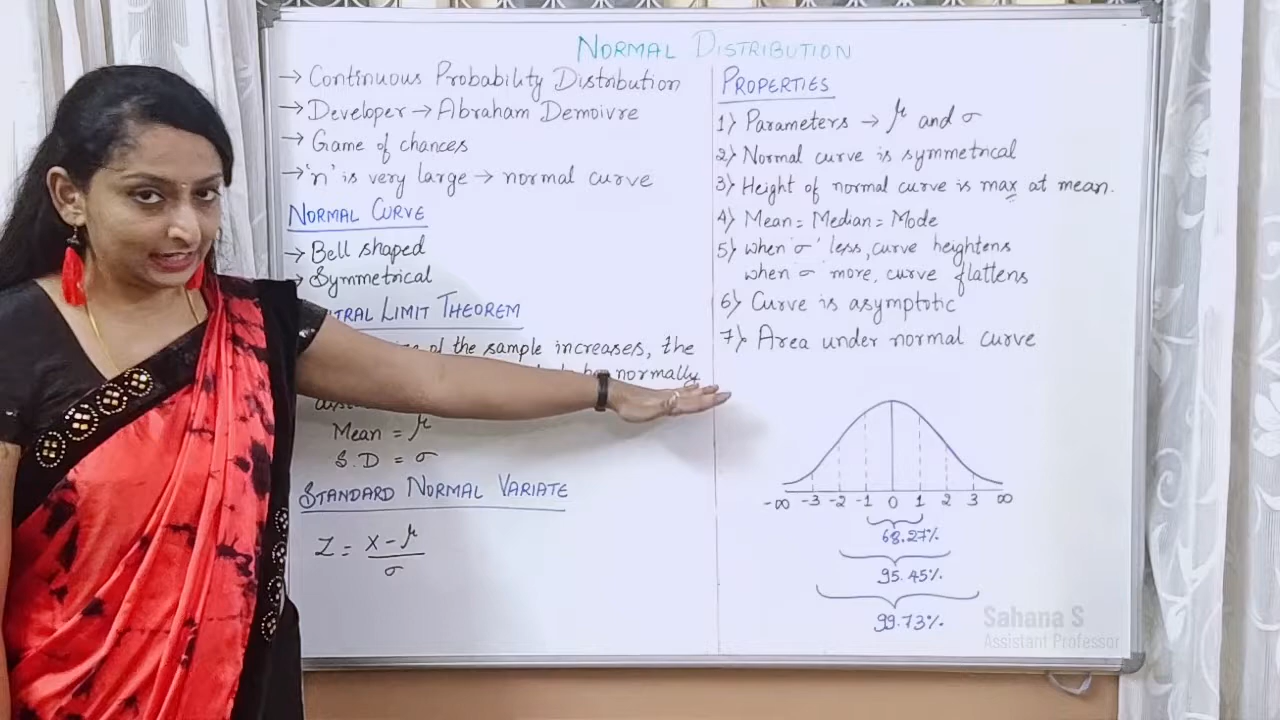 NORMAL DISTRIBUTION
→ Continuous Probability Distribution
→ Developer → Abraham Demoivre
→ Game of chances
→ 'n' is very large → normal curve
NORMAL CURVE
→ Bell shaped
→ Symmetrical
LIMIT THEOREM
of the sample increases, the
normally
Mean = μ
S.D = σ
STANDARD NORMAL VARIATE
Z = X - μ
σ
PROPERTIES
1) Parameters → μ and σ
2) Normal curve is symmetrical
3) Height of normal curve is max at mean.
4) Mean = Median = Mode
5) when 'σ' less, curve heightens
when σ more, curve flattens
6) Curve is asymptotic
7) Area under normal curve
-∞ -3 -2 -1 0 1 2 3 ∞
68.27%
95.45%
99.73%
Sahana S
Assistant Professor